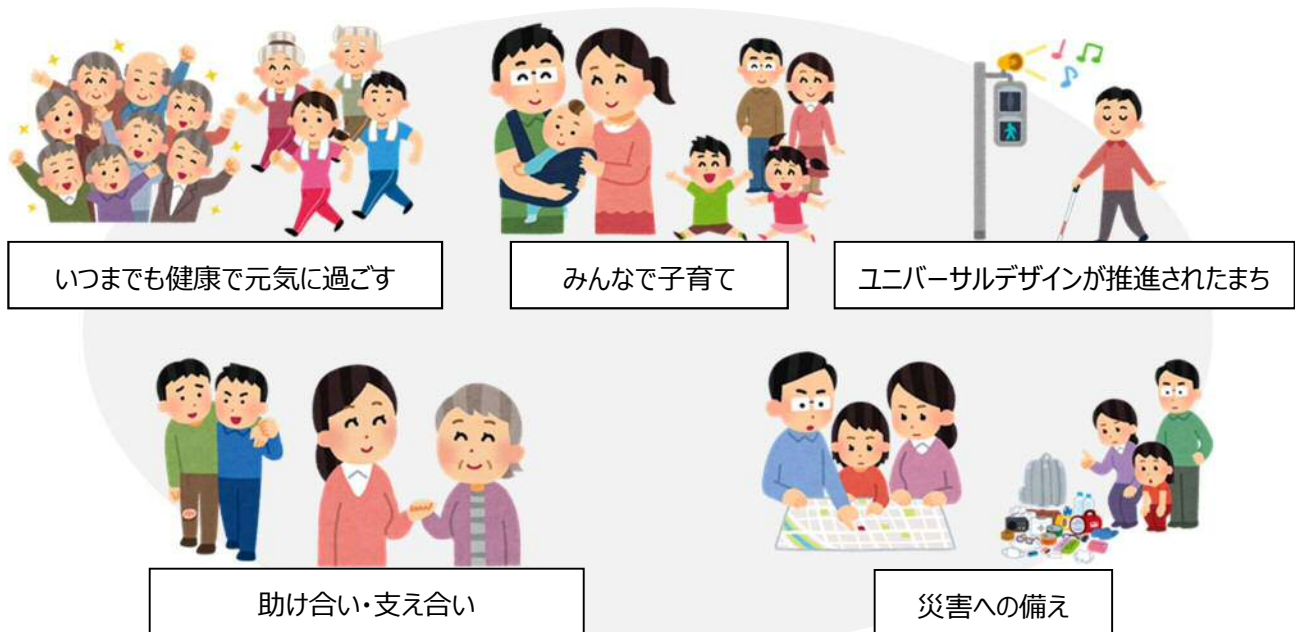 いつまでも健康で元気に過ごす
みんなで子育て
ユニバーサルデザインが推進されたまち
助け合い・支え合い
災害への備え